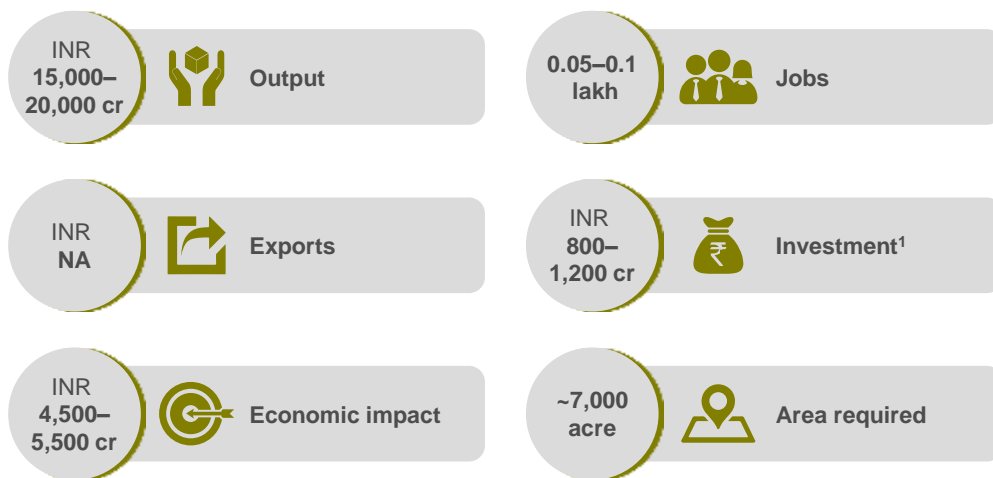 INR
15,000–
20,000 cr
Output
0.05–0.1
lakh
Jobs
INR
NA
Exports
INR
800–
1,200 cr
₹
Investment¹
INR
4,500–
5,500 cr
Economic impact
~7,000
acre
Area required